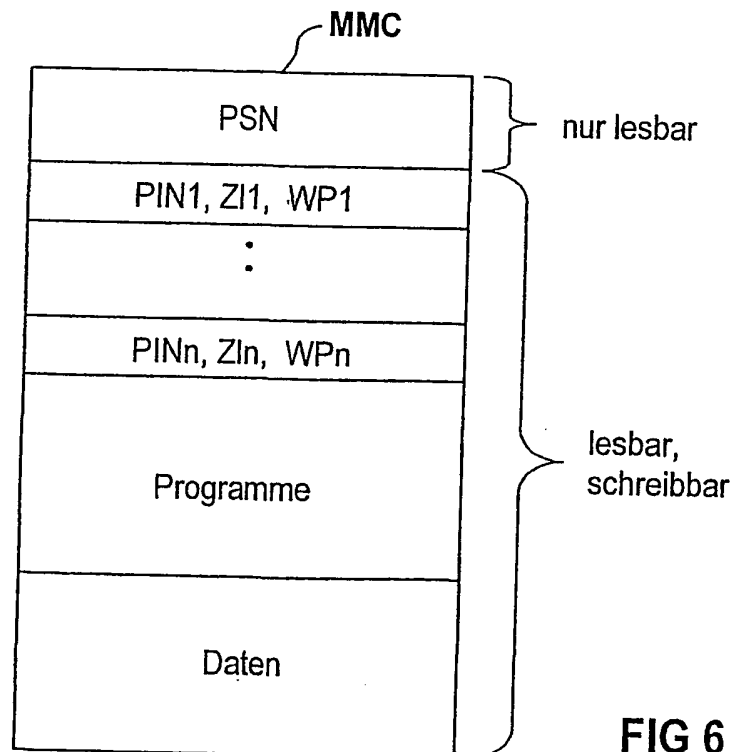 MMC
PSN
nur lesbar
PIN1, ZI1, WP1
:
PINn, ZIn, WPn
lesbar,
schreibbar
Programme
Daten
FIG 6